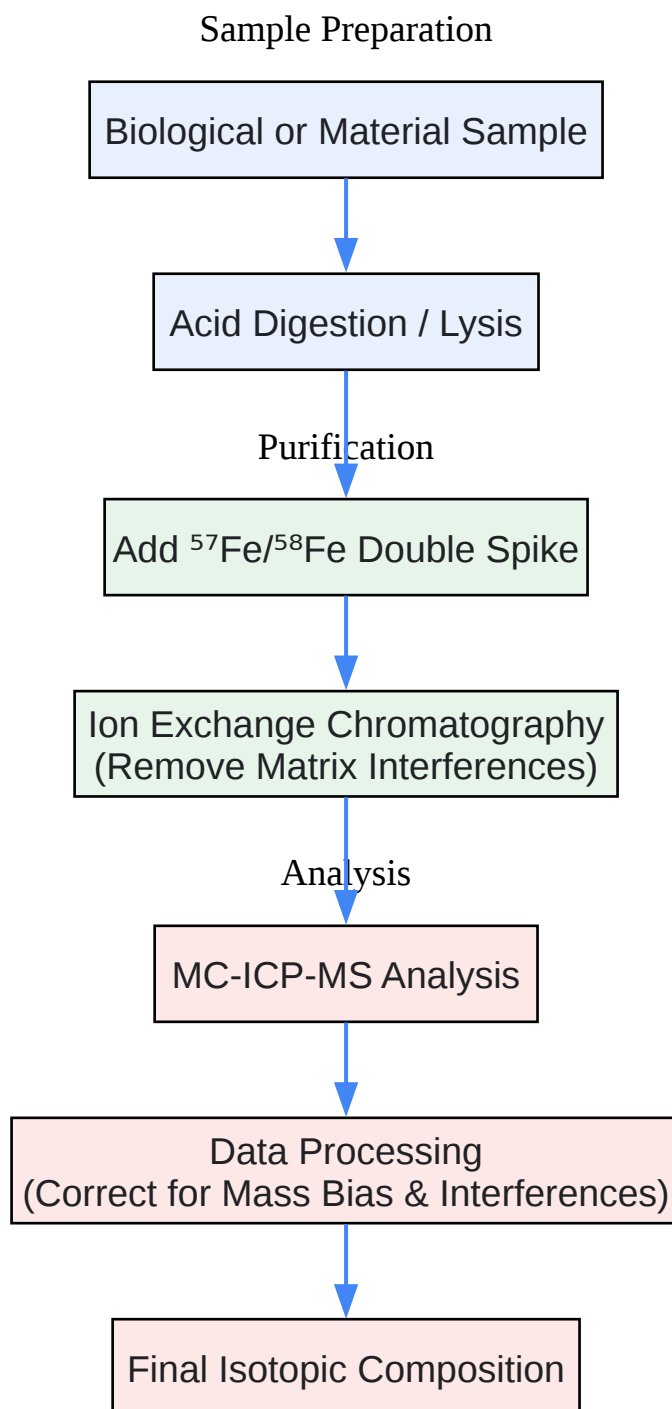 Sample Preparation
Biological or Material Sample
Acid Digestion / Lysis
Purification
Add ⁵⁷Fe/⁵⁸Fe Double Spike
Ion Exchange Chromatography
(Remove Matrix Interferences)
Analysis
MC-ICP-MS Analysis
Data Processing
(Correct for Mass Bias & Interferences)
Final Isotopic Composition